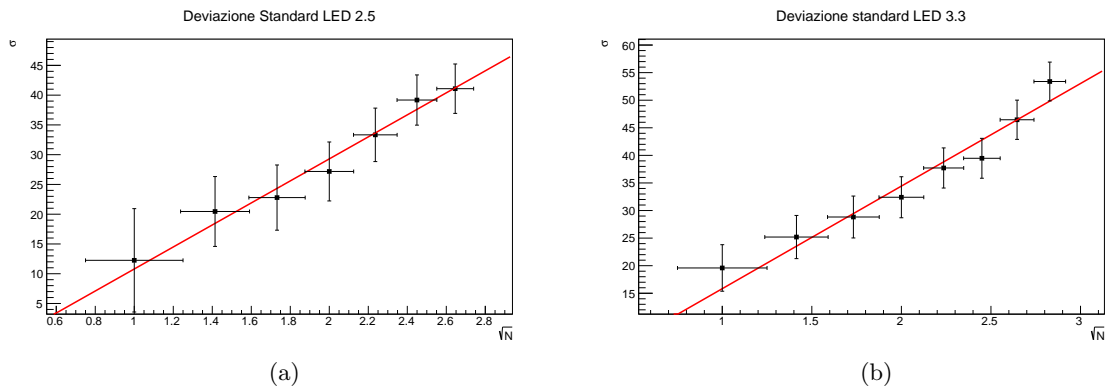 Deviazione Standard LED 2.5
σ
45
40
35
30
25
20
15
10
5
0.6 0.8 1 1.2 1.4 1.6 1.8 2 2.2 2.4 2.6 2.8
√N
(a)
Deviazione standard LED 3.3
σ
60
55
50
45
40
35
30
25
20
15
1 1.5 2 2.5 3
√N
(b)